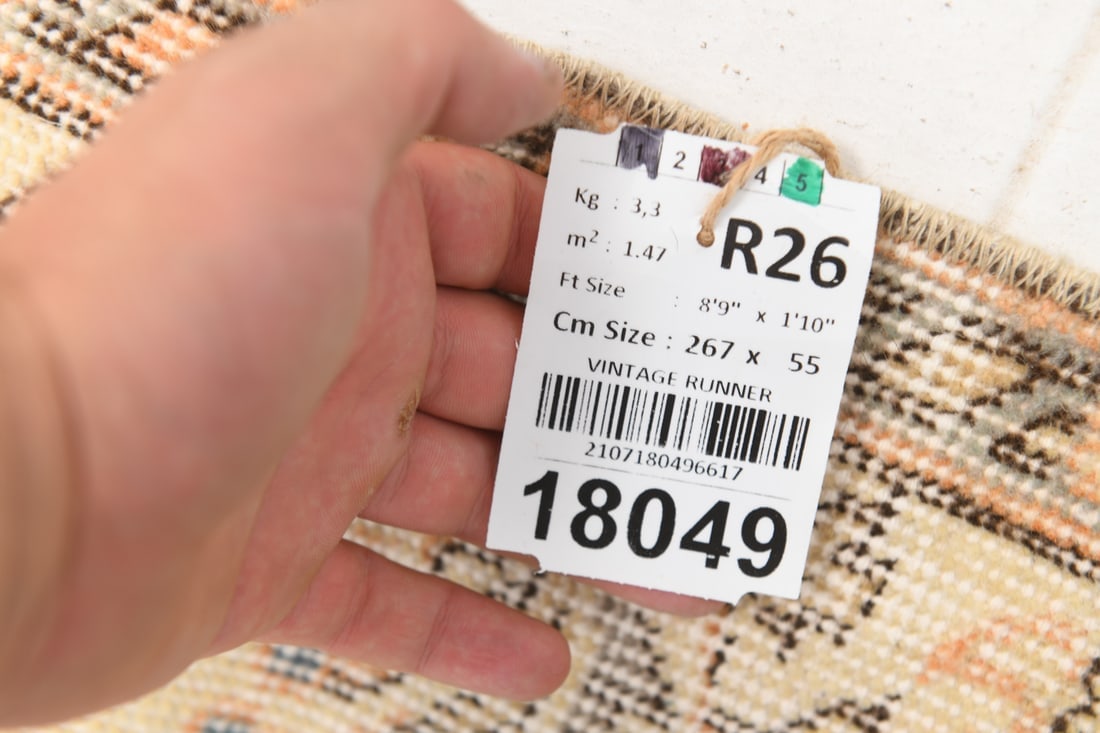 1 2 3 4 5
Kg : 3,3
m² : 1.47
R26
Ft Size : 8'9" x 1'10"
Cm Size : 267 x 55
VINTAGE RUNNER
2107180496617
18049